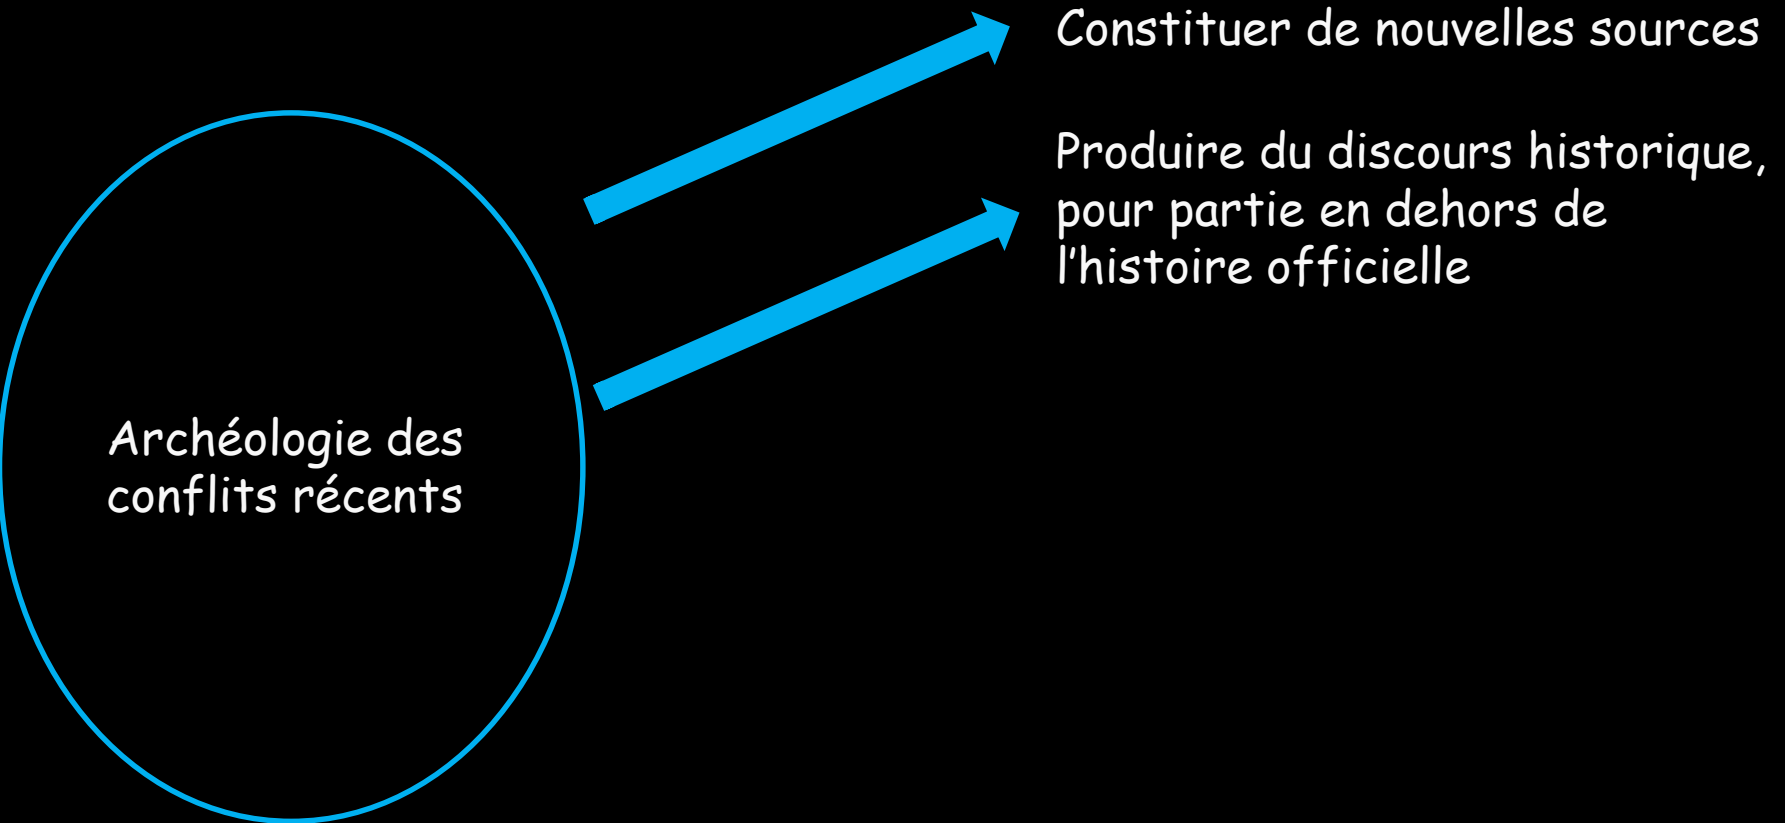 Constituer de nouvelles sources
Produire du discours historique,
pour partie en dehors de
l'histoire officielle
Archéologie des
conflits récents